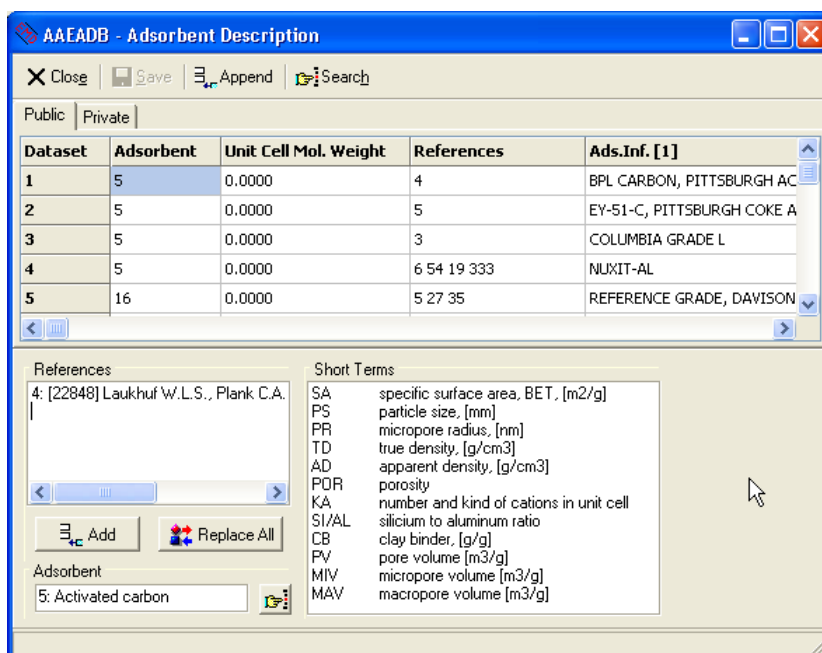 AAEADB - Adsorbent Description
Close Save Append Search
Public Private
Dataset Adsorbent Unit Cell Mol. Weight References Ads.Inf. [1]
1 5 0.0000 4 BPL CARBON, PITTSBURGH AC
2 5 0.0000 5 EY-51-C, PITTSBURGH COKE A
3 5 0.0000 3 COLUMBIA GRADE L
4 5 0.0000 6 54 19 333 NUXIT-AL
5 16 0.0000 5 27 35 REFERENCE GRADE, DAVISON
References
4: [22848] Laukhuf W.L.S., Plank C.A.
Add Replace All
Adsorbent
5: Activated carbon
Short Terms
SA specific surface area, BET, [m2/g]
PS particle size, [mm]
PR micropore radius, [nm]
TD true density, [g/cm3]
AD apparent density, [g/cm3]
POR porosity
KA number and kind of cations in unit cell
SI/AL silicium to aluminum ratio
CB clay binder, [g/g]
PV pore volume [m3/g]
MIV micropore volume [m3/g]
MAV macropore volume [m3/g]